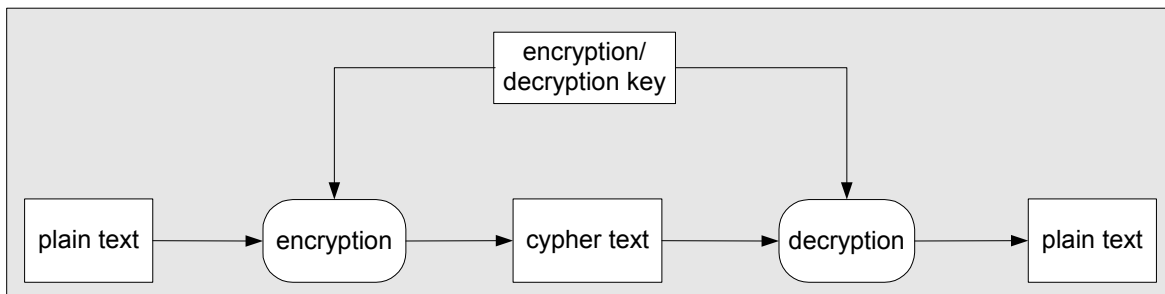 encryption/
decryption key
plain text
encryption
cypher text
decryption
plain text